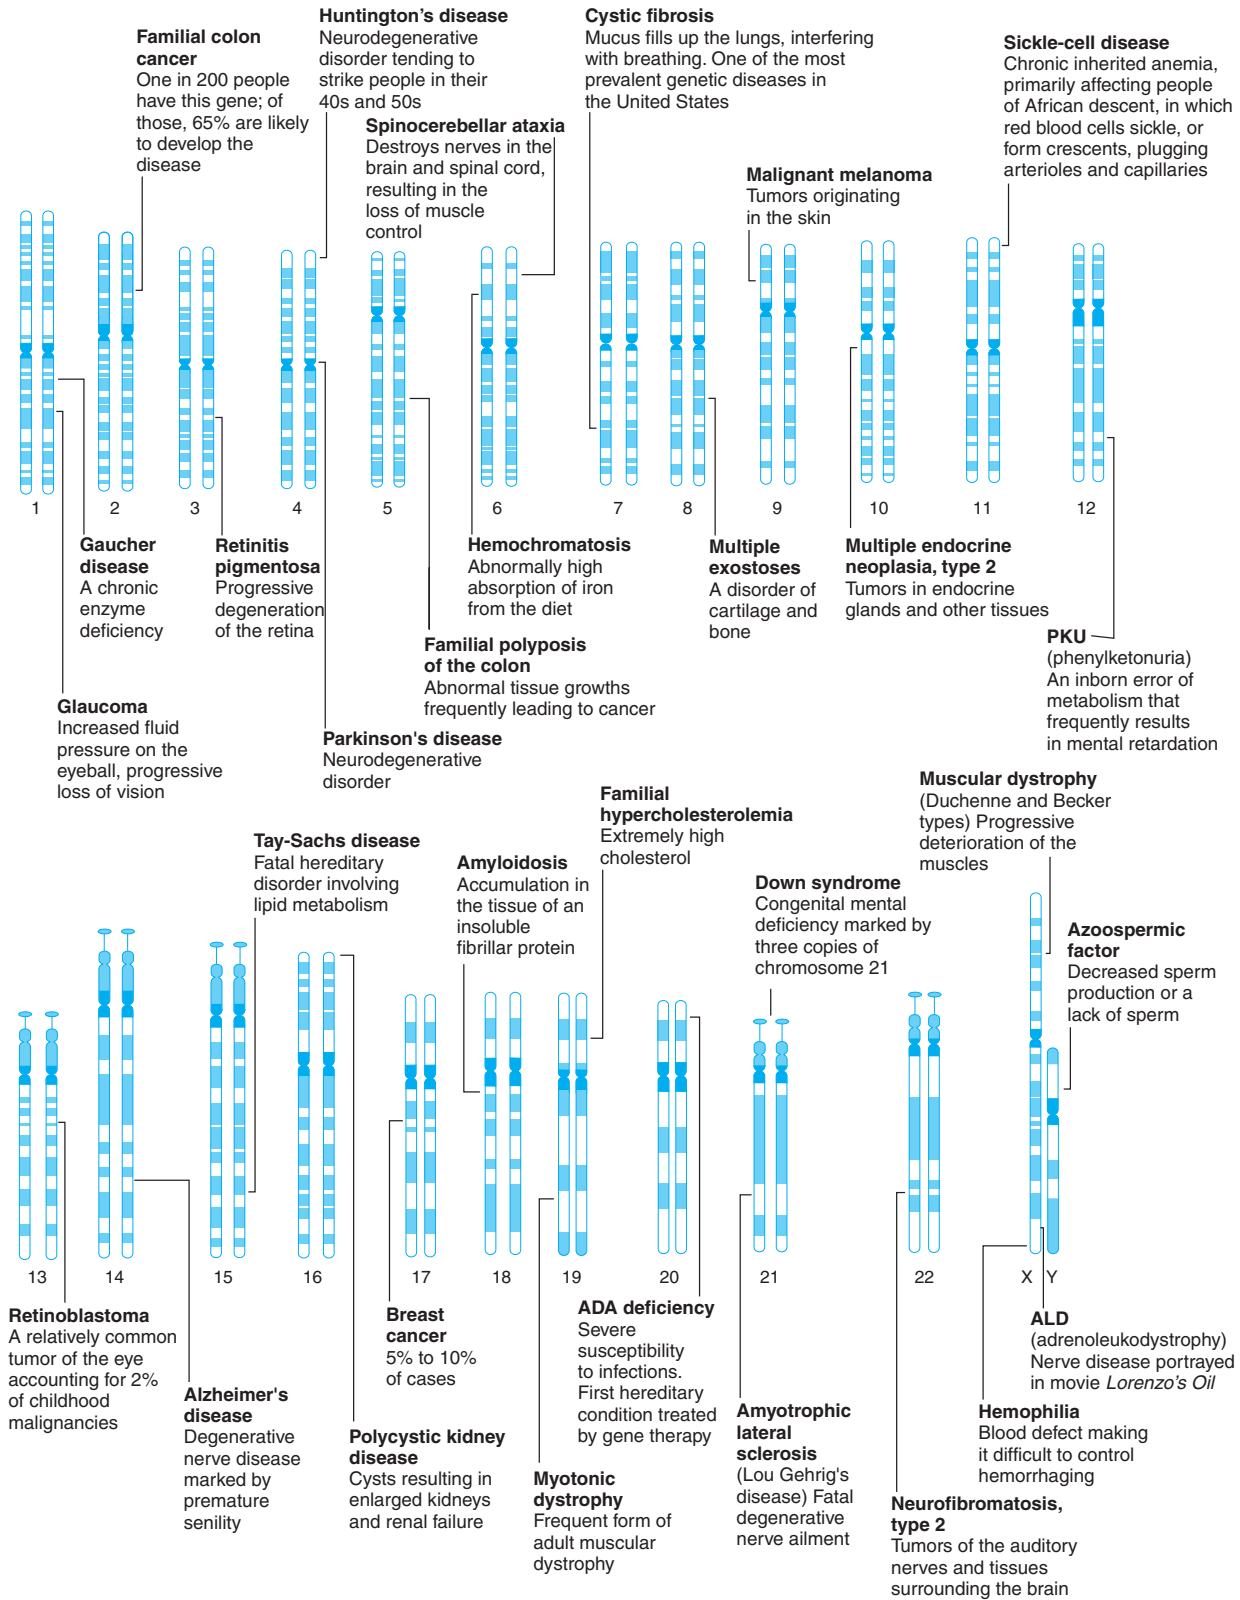 Familial colon
cancer
One in 200 people
have this gene; of
those, 65% are likely
to develop the
disease
Huntington’s disease
Neurodegenerative
disorder tending to
strike people in their
40s and 50s
Spinocerebellar ataxia
Destroys nerves in the
brain and spinal cord,
resulting in the
loss of muscle
control
Cystic fibrosis
Mucus fills up the lungs, interfering
with breathing. One of the most
prevalent genetic diseases in
the United States
Malignant melanoma
Tumors originating
in the skin
Sickle-cell disease
Chronic inherited anemia,
primarily affecting people
of African descent, in which
red blood cells sickle, or
form crescents, plugging
arterioles and capillaries
1 2 3 4 5 6 7 8 9 10 11 12
Gaucher
disease
A chronic
enzyme
deficiency
Glaucoma
Increased fluid
pressure on the
eyeball, progressive
loss of vision
Retinitis
pigmentosa
Progressive
degeneration
of the retina
Parkinson's disease
Neurodegenerative
disorder
Familial polyposis
of the colon
Abnormal tissue growths
frequently leading to cancer
Hemochromatosis
Abnormally high
absorption of iron
from the diet
Multiple
exostoses
A disorder of
cartilage and
bone
Multiple endocrine
neoplasia, type 2
Tumors in endocrine
glands and other tissues
PKU
(phenylketonuria)
An inborn error of
metabolism that
frequently results
in mental retardation
Tay-Sachs disease
Fatal hereditary
disorder involving
lipid metabolism
Amyloidosis
Accumulation in
the tissue of an
insoluble
fibrillar protein
Familial
hypercholesterolemia
Extremely high
cholesterol
Down syndrome
Congenital mental
deficiency marked by
three copies of
chromosome 21
Muscular dystrophy
(Duchenne and Becker
types) Progressive
deterioration of the
muscles
Azoospermic
factor
Decreased sperm
production or a
lack of sperm
13 14 15 16 17 18 19 20 21 22 X Y
Retinoblastoma
A relatively common
tumor of the eye
accounting for 2%
of childhood
malignancies
Alzheimer's
disease
Degenerative
nerve disease
marked by
premature
senility
Polycystic kidney
disease
Cysts resulting in
enlarged kidneys
and renal failure
Breast
cancer
5% to 10%
of cases
Myotonic
dystrophy
Frequent form of
adult muscular
dystrophy
ADA deficiency
Severe
susceptibility
to infections.
First hereditary
condition treated
by gene therapy
Amyotrophic
lateral
sclerosis
(Lou Gehrig's
disease) Fatal
degenerative
nerve ailment
Neurofibromatosis,
type 2
Tumors of the auditory
nerves and tissues
surrounding the brain
Hemophilia
Blood defect making
it difficult to control
hemorrhaging
ALD
(adrenoleukodystrophy)
Nerve disease portrayed
in movie Lorenzo’s Oil